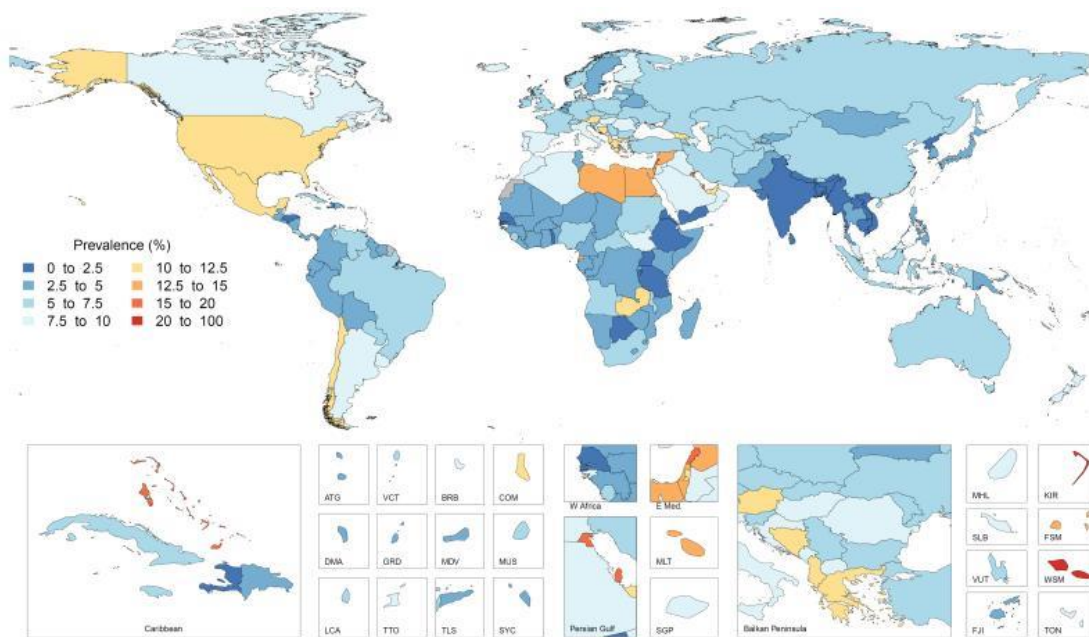 Prevalence (%)
0 to 2.5
2.5 to 5
5 to 7.5
7.5 to 10
10 to 12.5
12.5 to 15
15 to 20
20 to 100
Caribbean
ATG
VCT
BRB
COM
DMA
GRD
MDV
MUS
LCA
TTO
TLS
SYC
W Africa
E Med.
Persian Gulf
MLT
SGP
Balkan Peninsula
MHL
KIR
SLB
FSM
VUT
WSM
FJI
TON